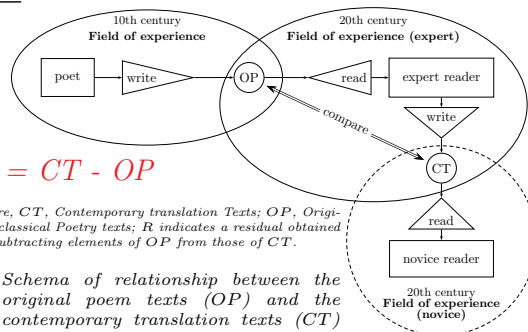 10th century
Field of experience
20th century
Field of experience (expert)
poet
write
OP
read
expert reader
compare
write
CT
= CT - OP
re, CT, Contemporary translation Texts; OP, Origi-
classical Poetry texts; R indicates a residual obtained
ubtracting elements of OP from those of CT.
read
novice reader
Schema of relationship between the
original poem texts (OP) and the
contemporary translation texts (CT)
20th century
Field of experience
(novice)